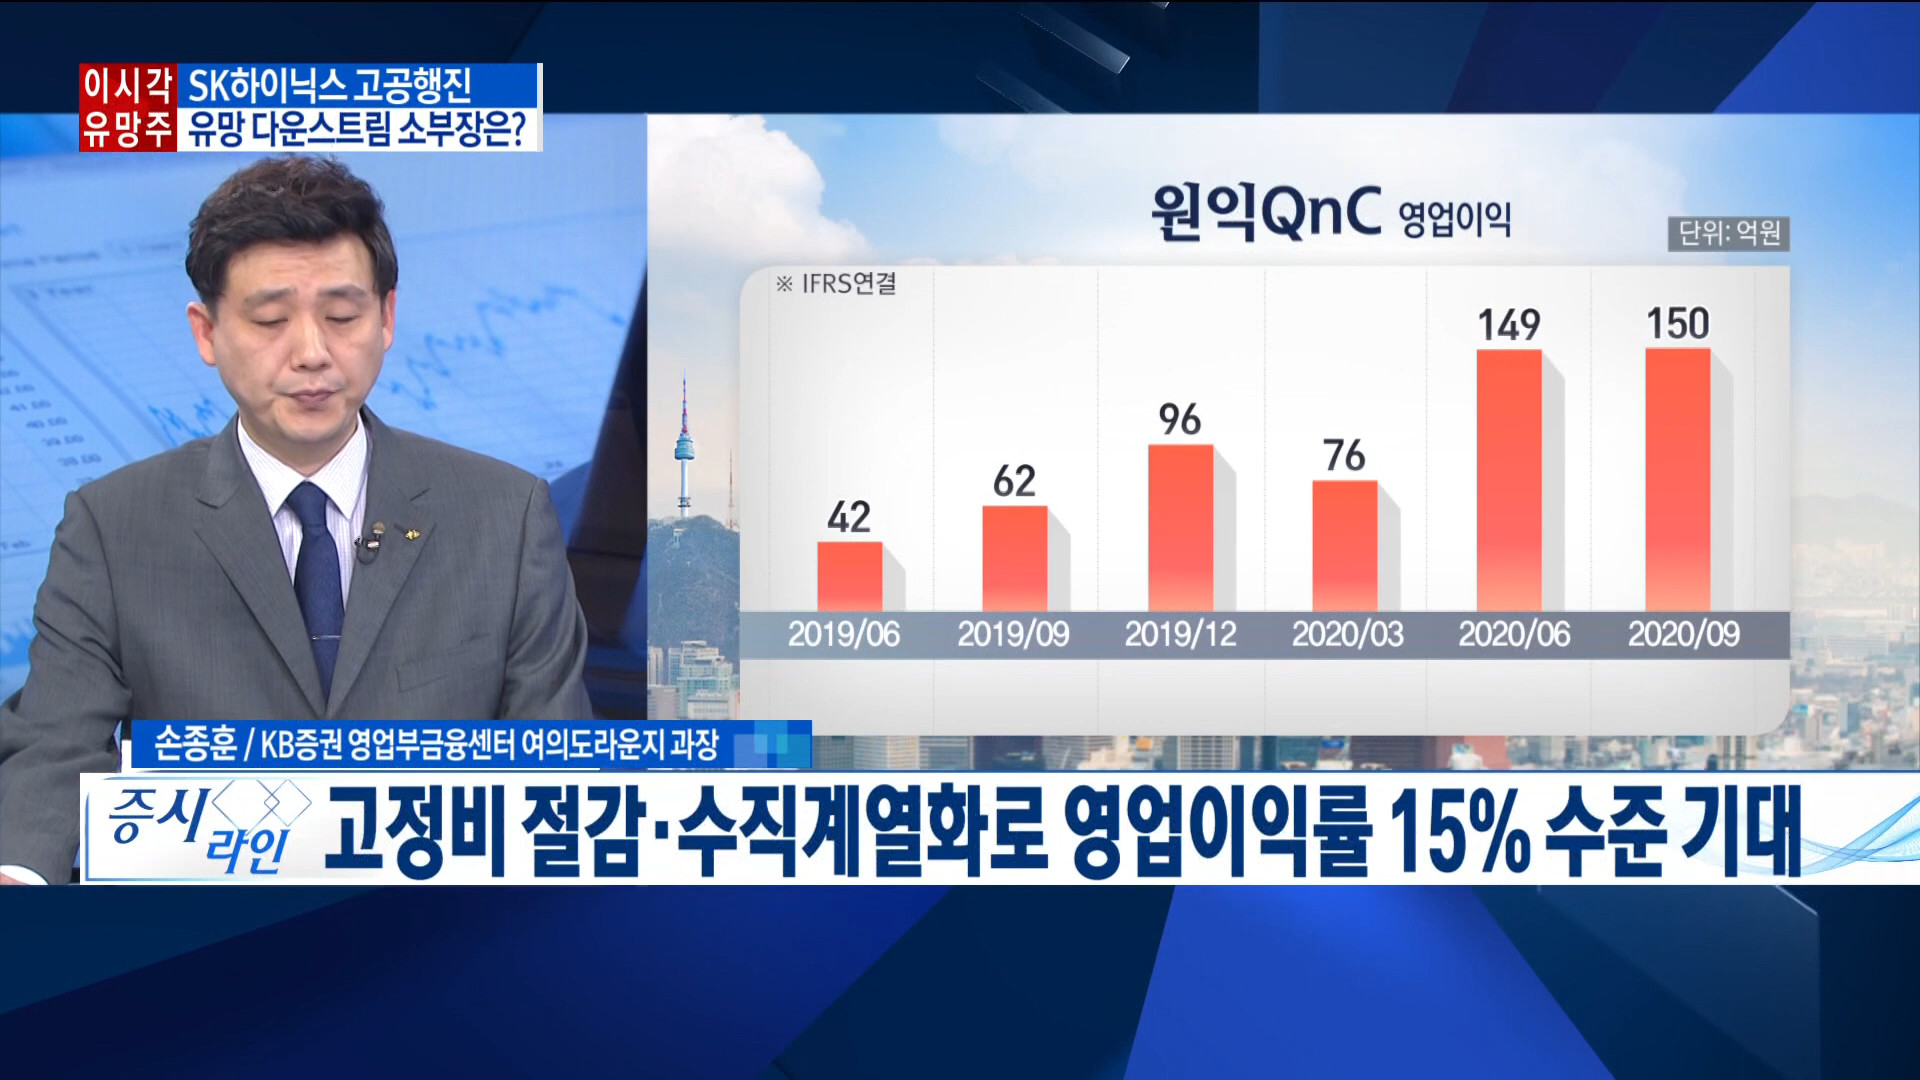 이시각 유망주
SK하이닉스 고공행진
유망 다운스트림 소부장은?
원익QnC 영업이익
단위: 억원
※ IFRS연결
42
62
96
76
149
150
2019/06 2019/09 2019/12 2020/03 2020/06 2020/09
손종훈 / KB증권 영업부금융센터 여의도라운지 과장
증시라인
고정비 절감·수직계열화로 영업이익률 15% 수준 기대